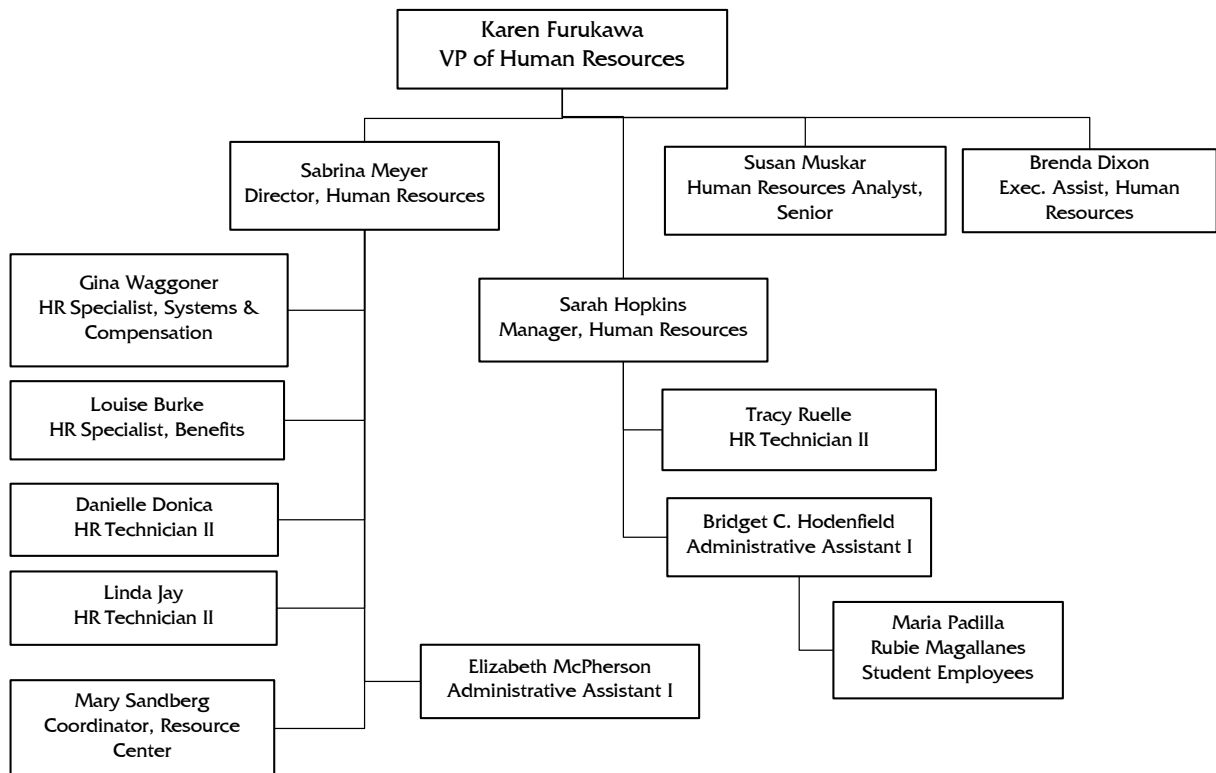 Karen Furukawa
VP of Human Resources
Sabrina Meyer
Director, Human Resources
Susan Muskar
Human Resources Analyst,
Senior
Brenda Dixon
Exec. Assist, Human
Resources
Gina Waggoner
HR Specialist, Systems &
Compensation
Sarah Hopkins
Manager, Human Resources
Louise Burke
HR Specialist, Benefits
Tracy Ruelle
HR Technician II
Danielle Donica
HR Technician II
Bridget C. Hodenfield
Administrative Assistant I
Linda Jay
HR Technician II
Maria Padilla
Rubie Magallanes
Student Employees
Elizabeth McPherson
Administrative Assistant I
Mary Sandberg
Coordinator, Resource
Center